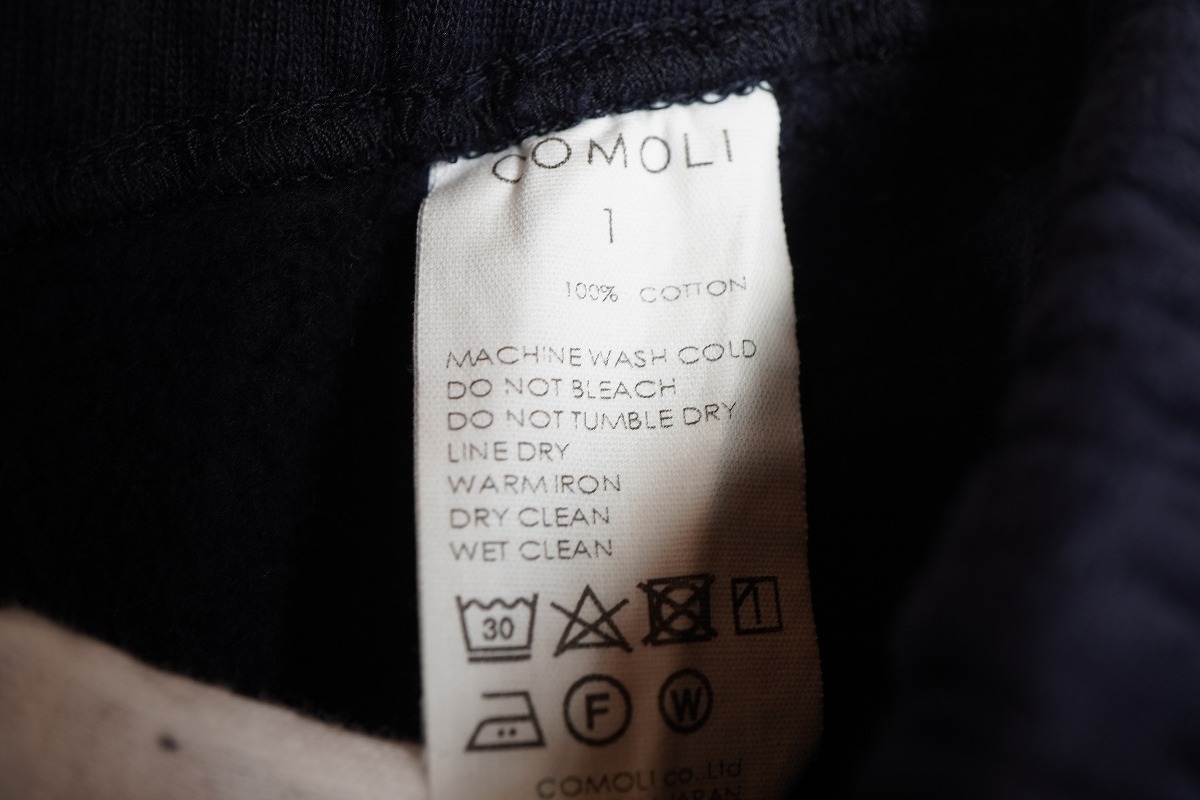 COMOLI
1
100% COTTON
MACHINE WASH COLD
DO NOT BLEACH
DO NOT TUMBLE DRY
LINE DRY
WARM IRON
DRY CLEAN
WET CLEAN
30
F W
COMOLI co.,Ltd
JAPAN